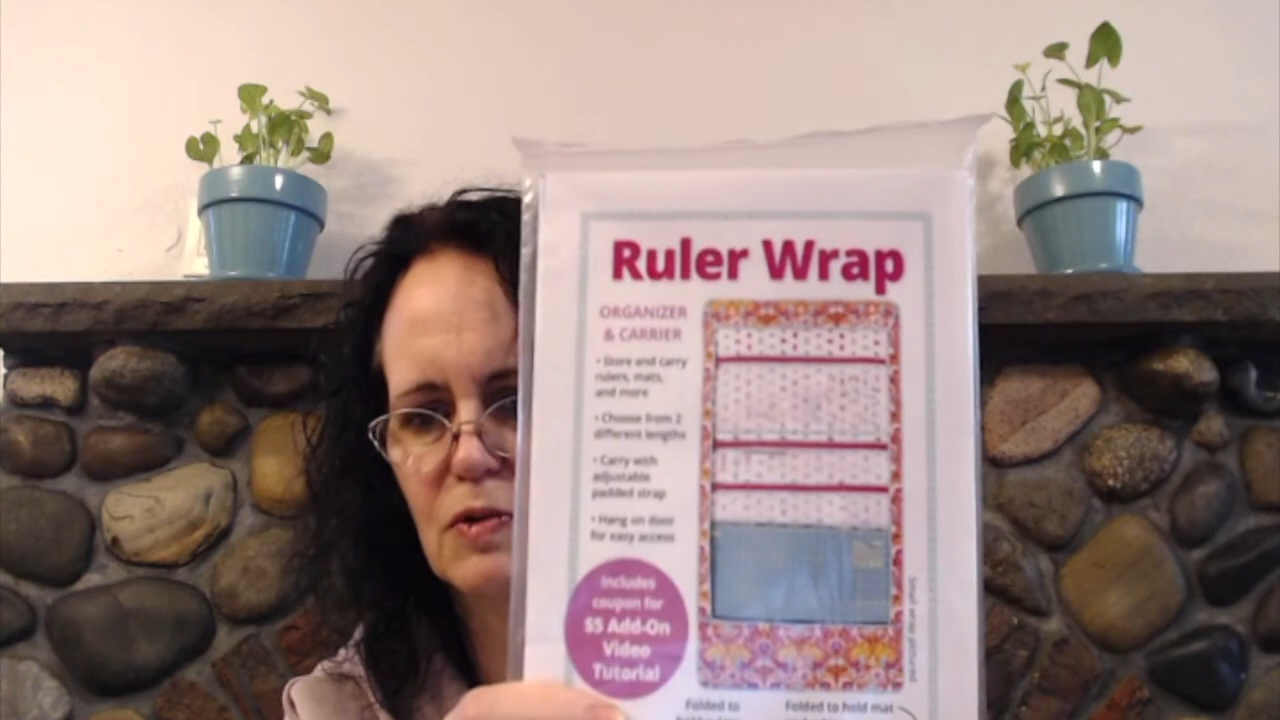 Ruler Wrap
ORGANIZER
& CARRIER
• Store and carry
rulers, mats,
and more
• Choose from 2
different lengths
• Carry with
adjustable
padded strap
• Hang on door
for easy access
Includes
coupon for
$5 Add-On
Video
Tutorial
Folded to
Folded to hold mat